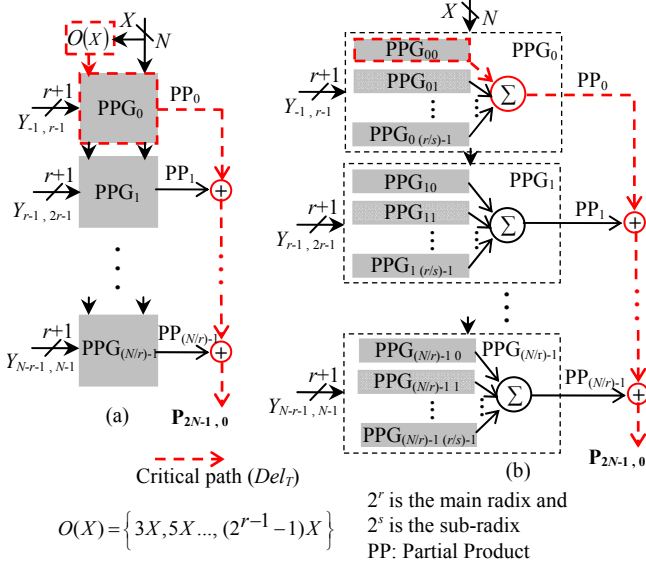 X
N
O(X)
r+1
Y-1 , r-1
PPG0
PP0
r+1
Yr-1 , 2r-1
PPG1
PP1
+
r+1
YN-r-1 , N-1
PPG(N/r)-1
PP(N/r)-1
+
(a)
P2N-1 , 0
X
N
PPG0
PPG00
PPG01
PPG0 (r/s)-1
Σ
r+1
Y-1 , r-1
PP0
PPG1
PPG10
PPG11
PPG1 (r/s)-1
Σ
r+1
Yr-1 , 2r-1
PP1
+
PPG(N/r)-1
PPG(N/r)-1 0
PPG(N/r)-1 1
PPG(N/r)-1 (r/s)-1
Σ
r+1
YN-r-1 , N-1
PP(N/r)-1
+
(b)
P2N-1 , 0
Critical path (DelT)
O(X) = {3X,5X..., (2^r-1 −1)X}
2^r is the main radix and
2^s is the sub-radix
PP: Partial Product